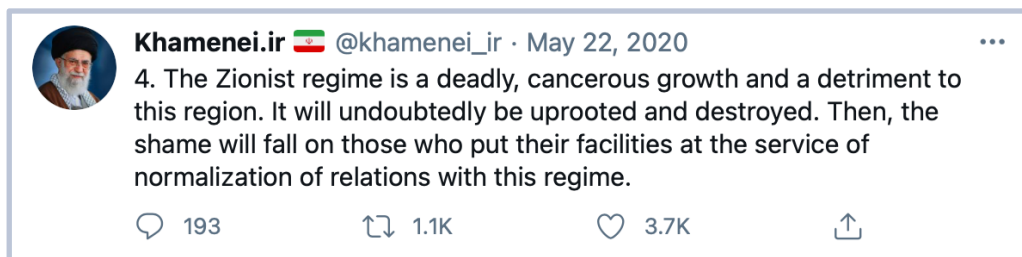 Khamenei.ir 🇮🇷 @khamenei_ir · May 22, 2020
4. The Zionist regime is a deadly, cancerous growth and a detriment to
this region. It will undoubtedly be uprooted and destroyed. Then, the
shame will fall on those who put their facilities at the service of
normalization of relations with this regime.
193 1.1K 3.7K